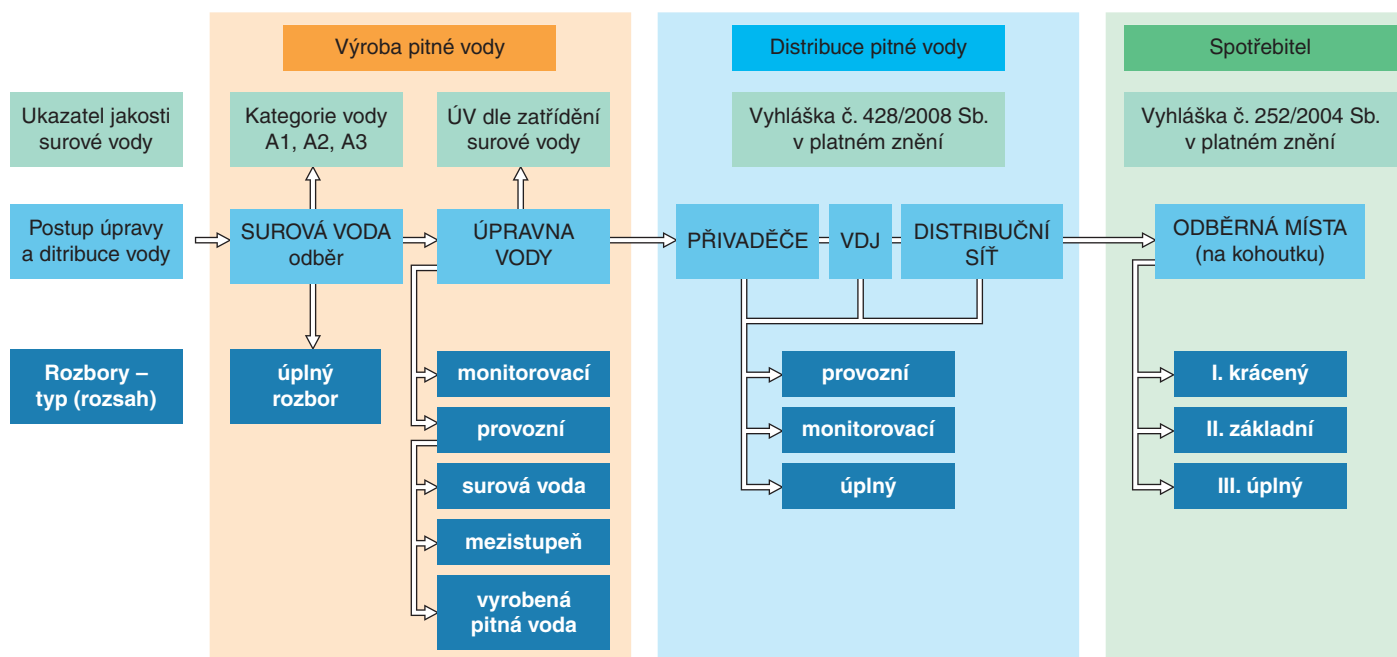 Výroba pitné vody
Distribuce pitné vody
Spotřebitel
Ukazatel jakosti
surové vody
Kategorie vody
A1, A2, A3
ÚV dle zatřídění
surové vody
Vyhláška č. 428/2008 Sb.
v platném znění
Vyhláška č. 252/2004 Sb.
v platném znění
Postup úpravy
a ditribuce vody
SUROVÁ VODA
odběr
ÚPRAVNA
VODY
PŘIVADĚČE
VDJ
DISTRIBUČNÍ
SÍŤ
ODBĚRNÁ MÍSTA
(na kohoutku)
Rozbory –
typ (rozsah)
úplný
rozbor
monitorovací
provozní
surová voda
mezistupeň
vyrobená
pitná voda
provozní
monitorovací
úplný
I. krácený
II. základní
III. úplný